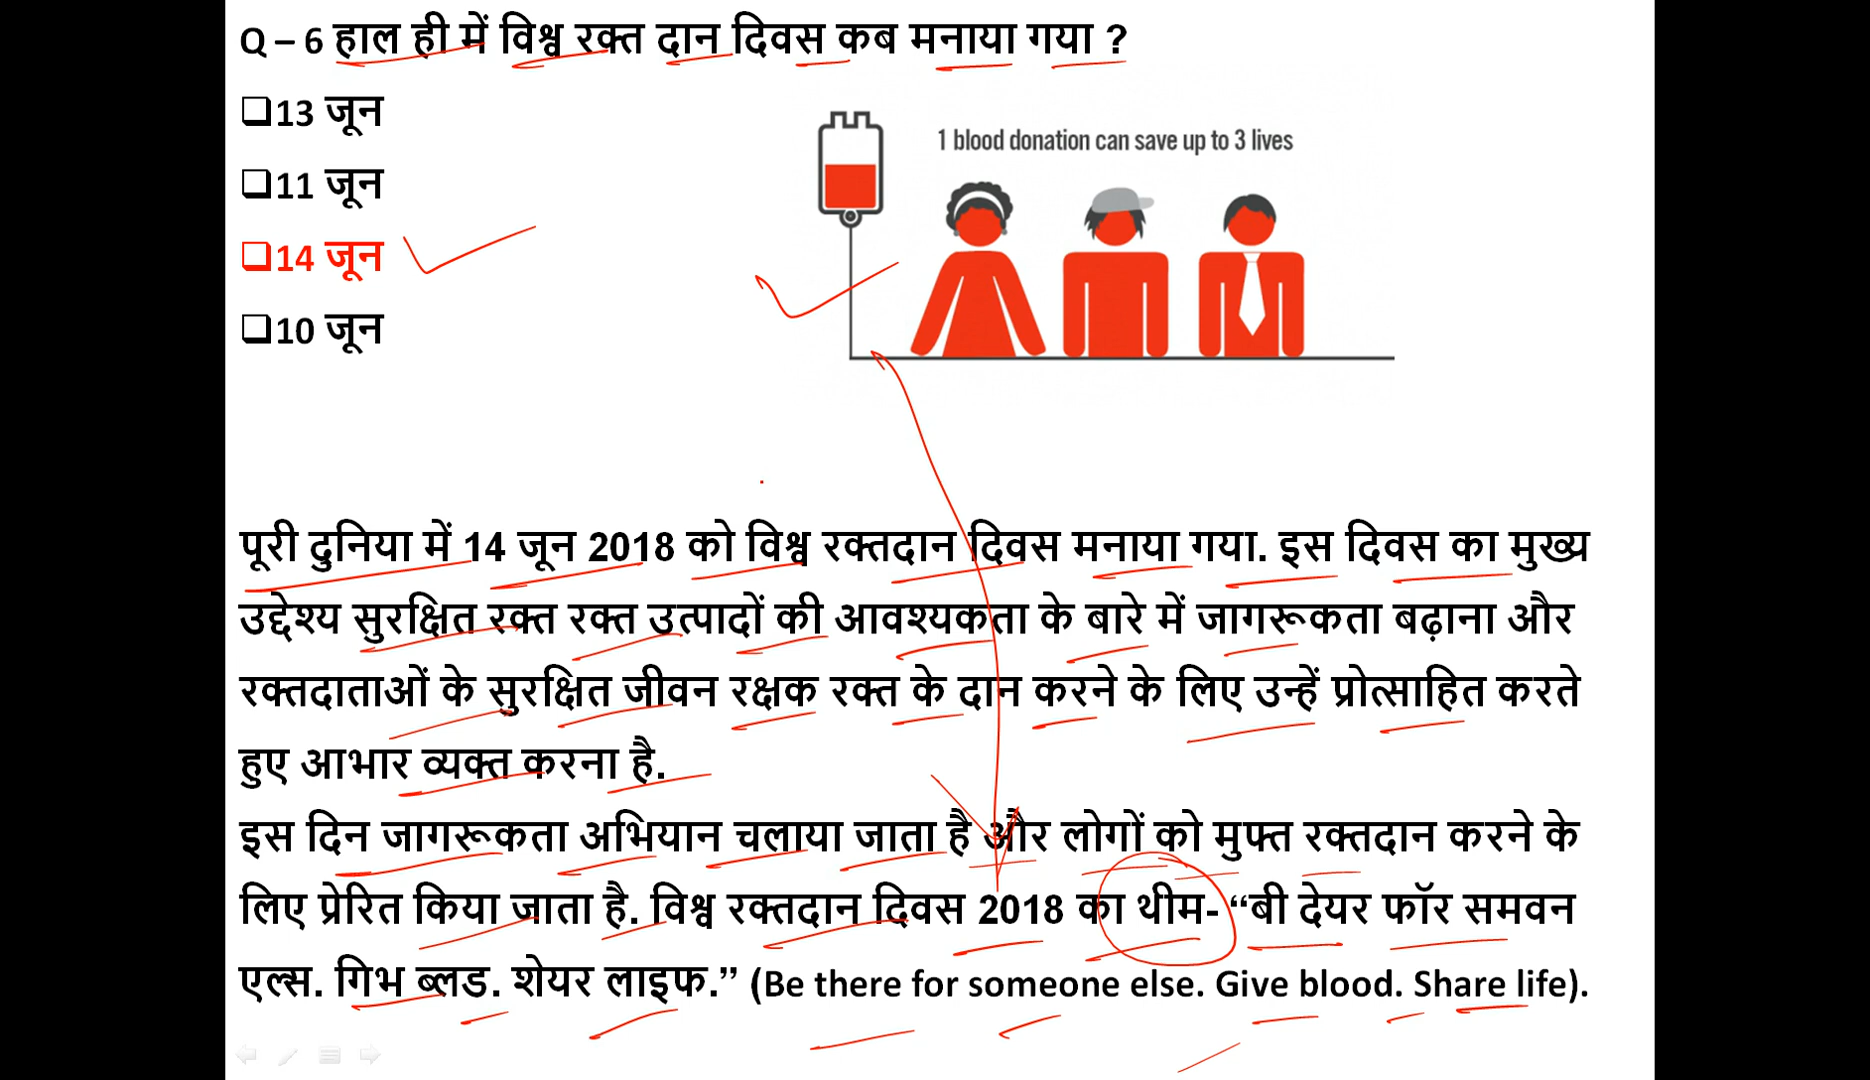 Q – 6 हाल ही में विश्व रक्त दान दिवस कब मनाया गया ?
❑13 जून
1 blood donation can save up to 3 lives
❑11 जून
❑14 जून
❑10 जून
पूरी दुनिया में 14 जून 2018 को विश्व रक्तदान दिवस मनाया गया. इस दिवस का मुख्य
उद्देश्य सुरक्षित रक्त रक्त उत्पादों की आवश्यकता के बारे में जागरूकता बढ़ाना और
रक्तदाताओं के सुरक्षित जीवन रक्षक रक्त के दान करने के लिए उन्हें प्रोत्साहित करते
हुए आभार व्यक्त करना है.
इस दिन जागरूकता अभियान चलाया जाता है और लोगों को मुफ्त रक्तदान करने के
लिए प्रेरित किया जाता है. विश्व रक्तदान दिवस 2018 का थीम- “बी देयर फॉर समवन
एल्स. गिभ ब्लड. शेयर लाइफ.” (Be there for someone else. Give blood. Share life).